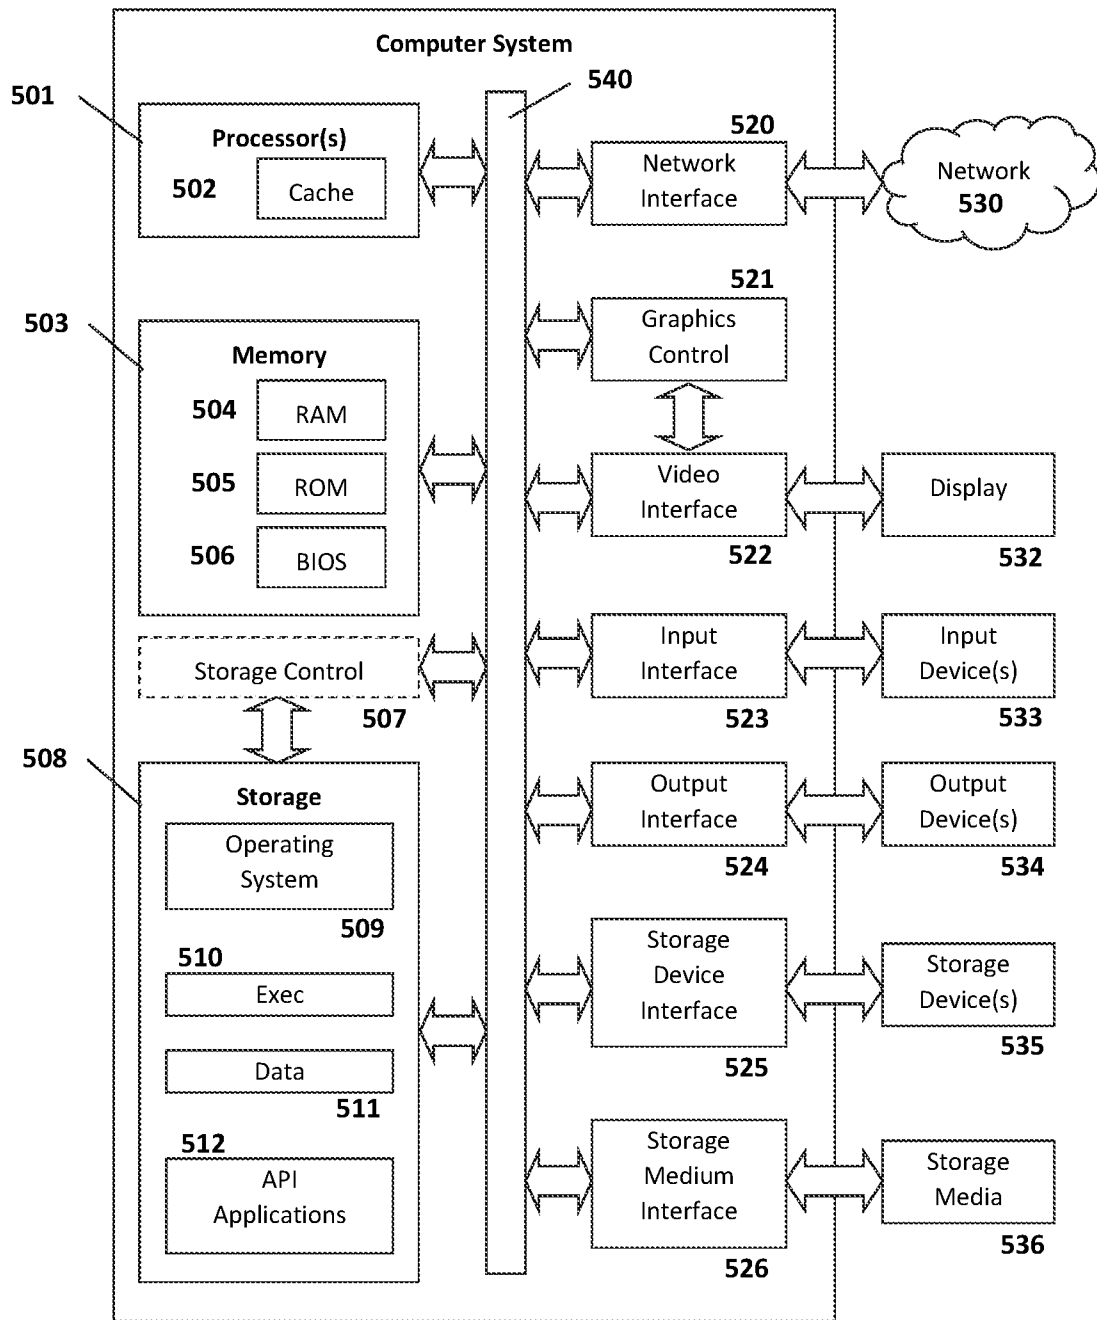 Computer System
540
501
Processor(s)
502
Cache
520
Network
Interface
Network
530
503
Memory
504
RAM
505
ROM
506
BIOS
521
Graphics
Control
Video
Interface
522
Display
532
Storage Control
507
Input
Interface
523
Input
Device(s)
533
508
Storage
Operating
System
509
510
Exec
Data
511
512
API
Applications
Output
Interface
524
Output
Device(s)
534
Storage
Device
Interface
525
Storage
Device(s)
535
Storage
Medium
Interface
526
Storage
Media
536